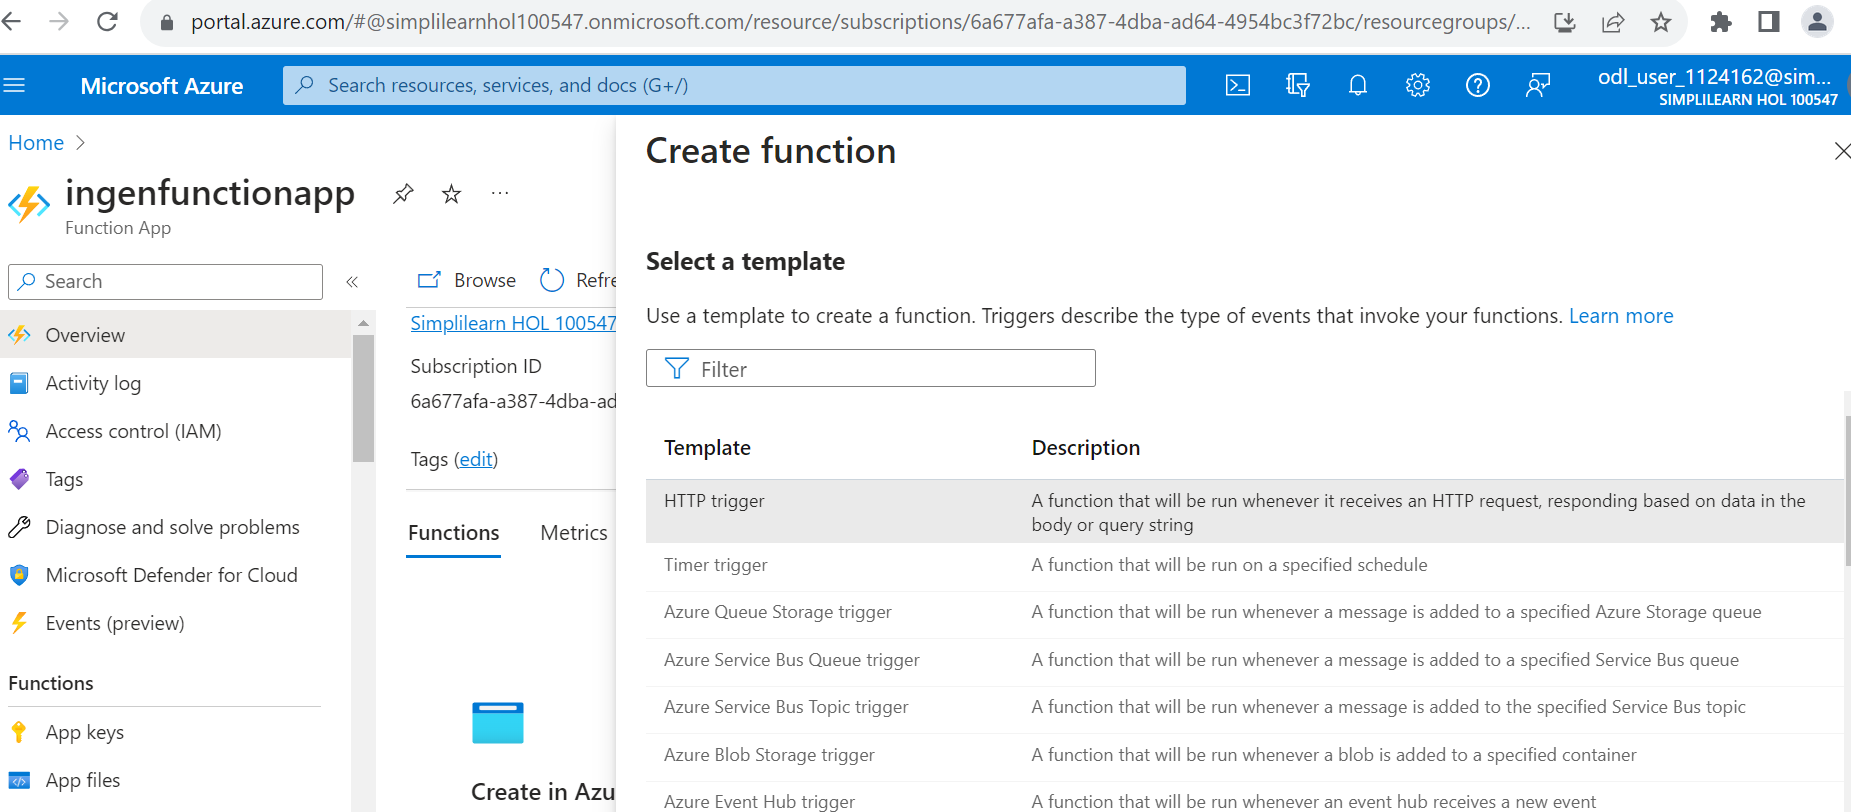 portal.azure.com/#@simplilearnhol100547.onmicrosoft.com/resource/subscriptions/6a677afa-a387-4dba-ad64-4954bc3f72bc/resourcegroups/...
Microsoft Azure
Search resources, services, and docs (G+/)
odl_user_1124162@sim...
SIMPLILEARN HOL 100547
Home
ingenfunctionapp
...
Function App
Search
Overview
Activity log
Access control (IAM)
Tags
Diagnose and solve problems
Microsoft Defender for Cloud
Events (preview)
Functions
App keys
App files
Browse
Refre
Simplilearn HOL 100547
Subscription ID
6a677afa-a387-4dba-ad
Tags (edit)
Functions Metrics
Create in Azu
Create function
Select a template
Use a template to create a function. Triggers describe the type of events that invoke your functions. Learn more
Filter
Template Description
HTTP trigger A function that will be run whenever it receives an HTTP request, responding based on data in the
body or query string
Timer trigger A function that will be run on a specified schedule
Azure Queue Storage trigger A function that will be run whenever a message is added to a specified Azure Storage queue
Azure Service Bus Queue trigger A function that will be run whenever a message is added to a specified Service Bus queue
Azure Service Bus Topic trigger A function that will be run whenever a message is added to the specified Service Bus topic
Azure Blob Storage trigger A function that will be run whenever a blob is added to a specified container
Azure Event Hub trigger A function that will be run whenever an event hub receives a new event